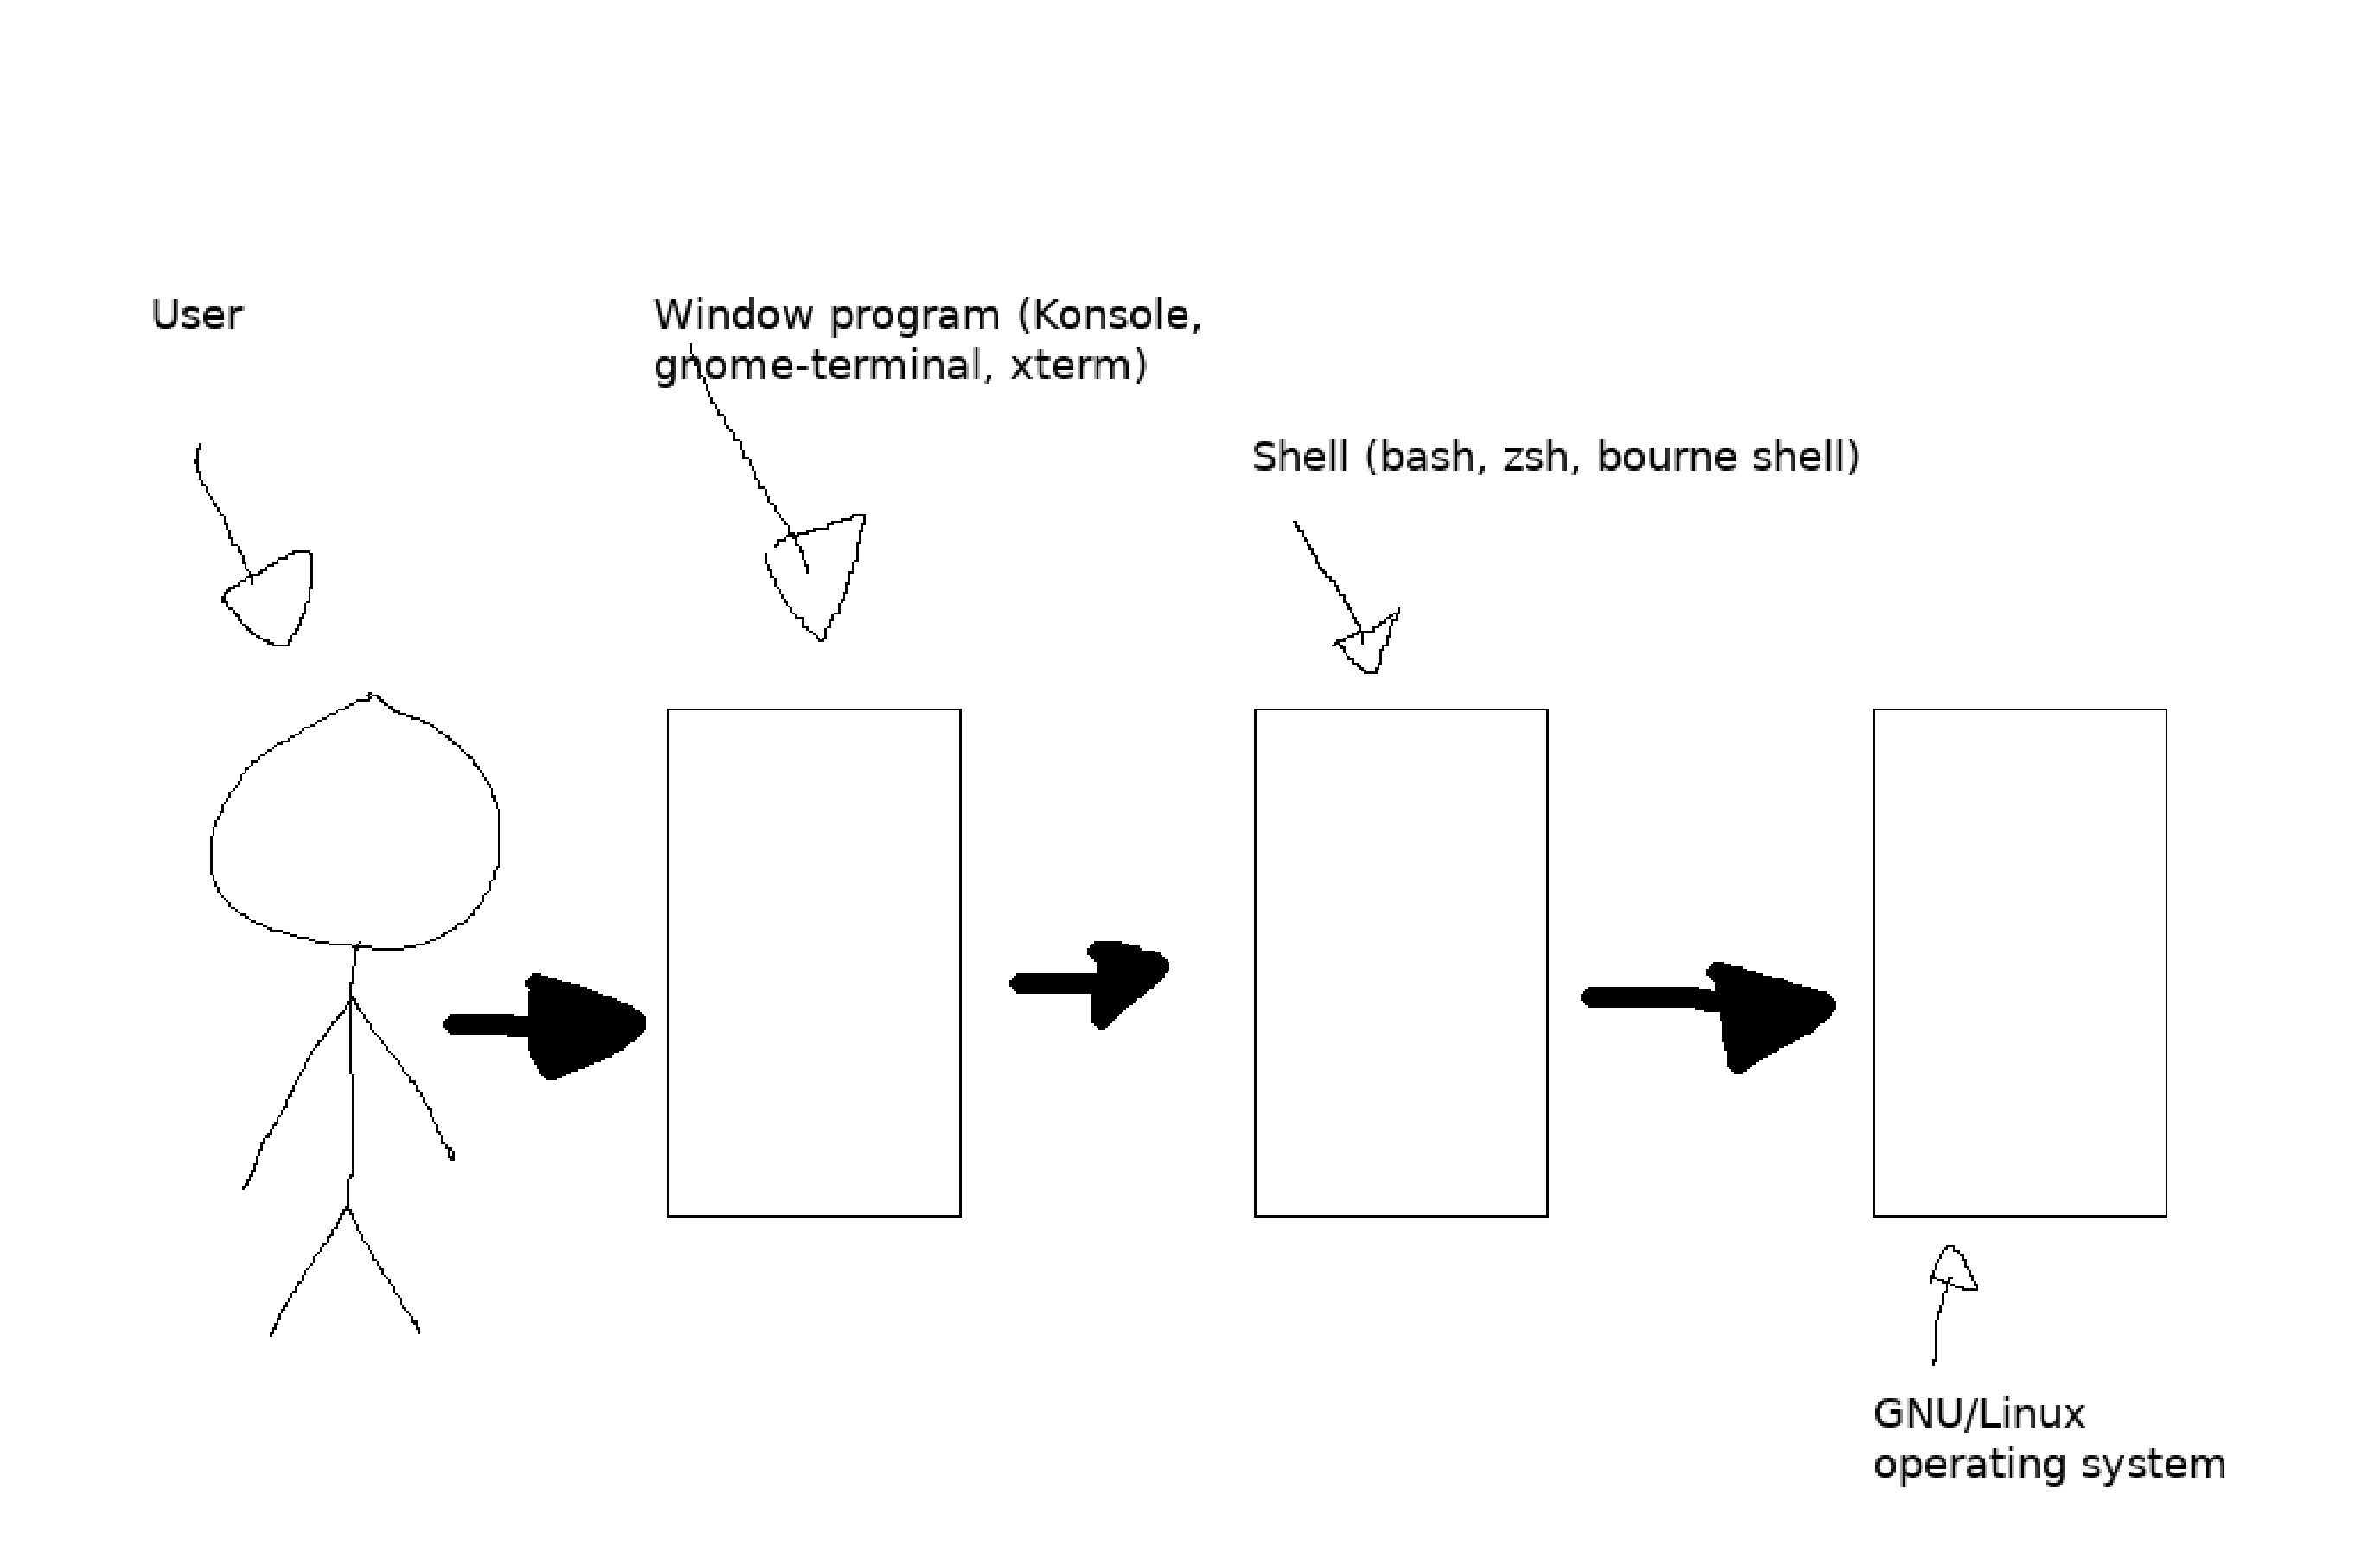 User
Window program (Konsole,
gnome-terminal, xterm)
Shell (bash, zsh, bourne shell)
GNU/Linux
operating system